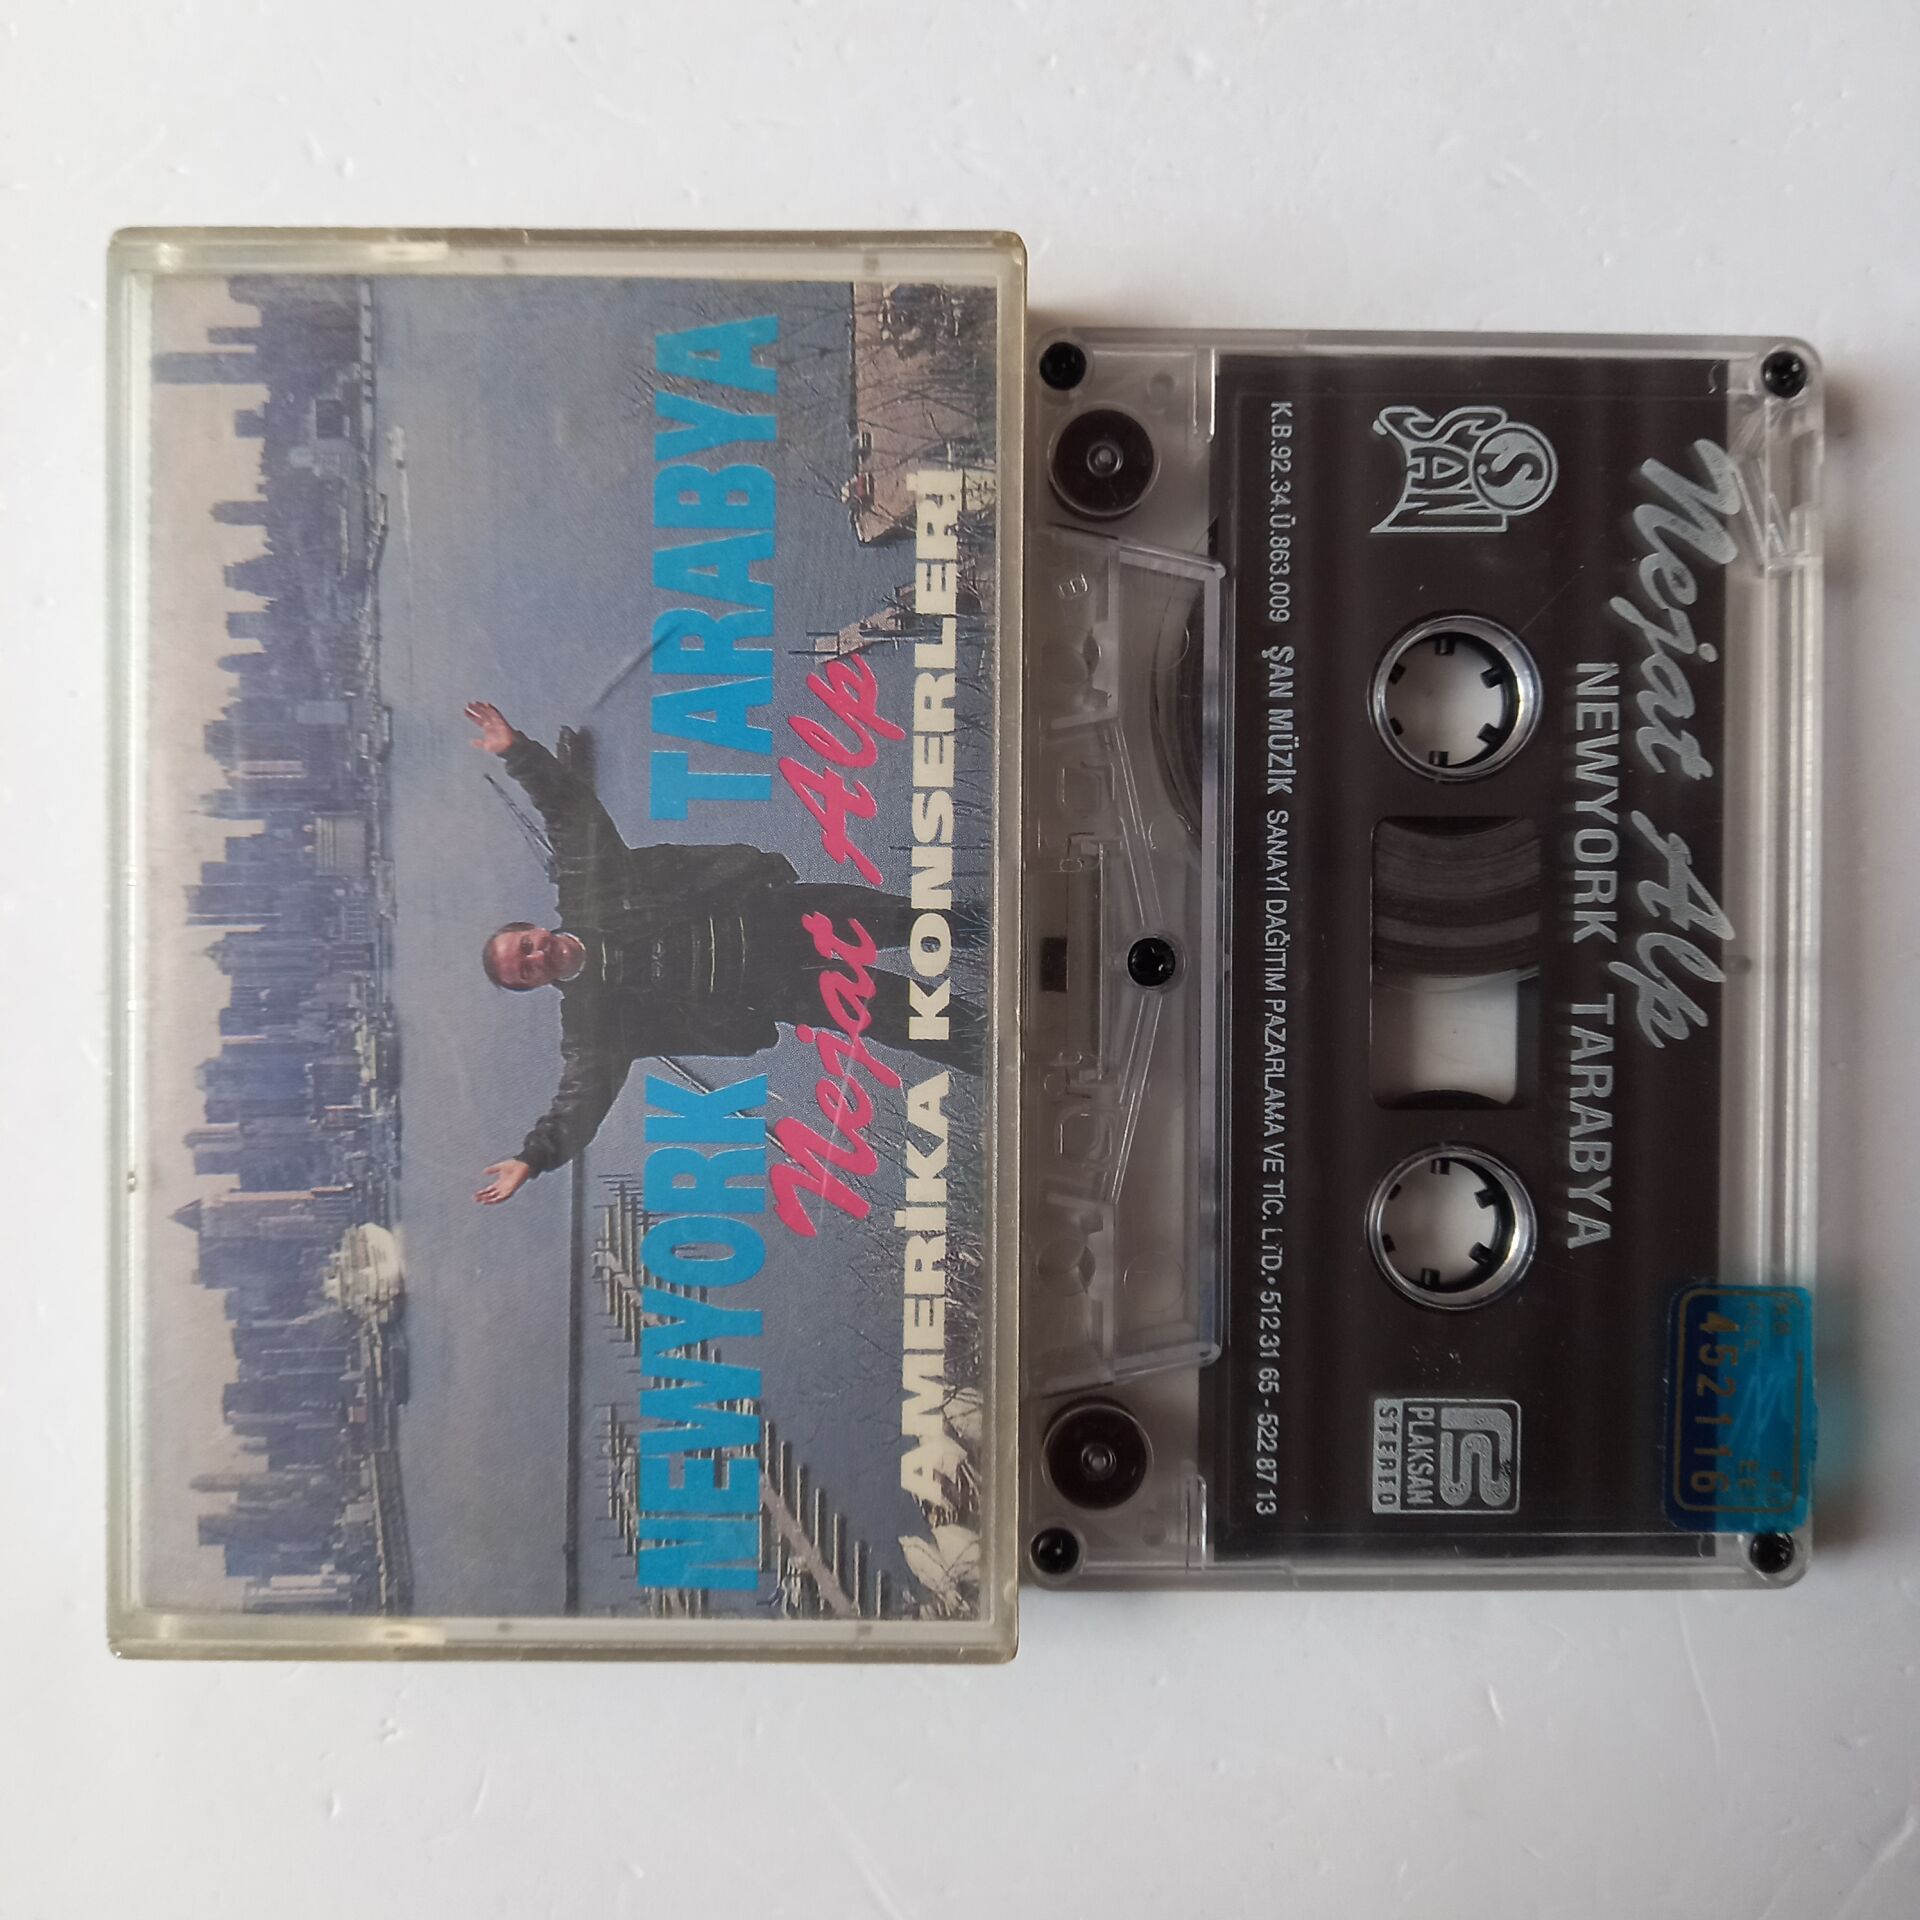 NEWYORK TARABYA
Nejat Alp
AMERİKA KONSERLERİ
Nejat Alp
NEWYORK TARABYA
Ş
ŞAN
PLAKSAN
STEREO
K.B.92.34.Ü.863.009 ŞAN MÜZİK SANAYİ DAĞITIM PAZARLAMA VE TİC. LTD. • 512 31 65 - 522 87 13
452116